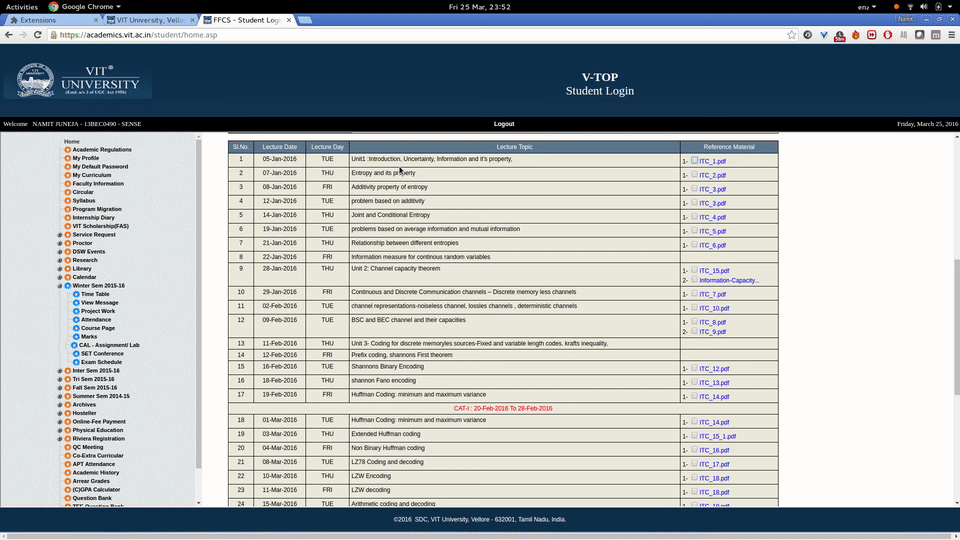 Activities Google Chrome Fri 25 Mar, 23:52 enz
Extensions VIT University, Vello FFCS - Student Login Namit
https://academics.vit.ac.in/student/home.asp
VIT UNIVERSITY
(Estd. u/s 3 of UGC Act 1956)
V-TOP
Student Login
Welcome NAMIT JUNEJA - 13BEC0490 - SENSE Logout Friday, March 25, 2016
Home
Academic Regulations
My Profile
My Default Password
My Curriculum
Faculty Information
Circular
Syllabus
Program Migration
Internship Diary
VIT Scholarship(FAS)
Service Request
Proctor
DSW Events
Research
Library
Calendar
Winter Sem 2015-16
Time Table
View Message
Project Work
Attendance
Course Page
Marks
CAL - Assignment/ Lab
SET Conference
Exam Schedule
Inter Sem 2015-16
Tri Sem 2015-16
Fall Sem 2015-16
Summer Sem 2014-15
Archives
Hosteller
Online-Fee Payment
Physical Education
Riviera Registration
QC Meeting
Co-Extra Curricular
APT Attendance
Academic History
Arrear Grades
(C)GPA Calculator
Question Bank
Sl.No. Lecture Date Lecture Day Lecture Topic Reference Material
1 05-Jan-2016 TUE Unit1 :Introduction, Uncertainty, Information and it's property, 1- ITC_1.pdf
2 07-Jan-2016 THU Entropy and its property 1- ITC_2.pdf
3 08-Jan-2016 FRI Additivity property of entropy 1- ITC_3.pdf
4 12-Jan-2016 TUE problem based on additivity 1- ITC_3.pdf
5 14-Jan-2016 THU Joint and Conditional Entropy 1- ITC_4.pdf
6 19-Jan-2016 TUE problems based on average information and mutual information 1- ITC_5.pdf
7 21-Jan-2016 THU Relationship between different entropies 1- ITC_6.pdf
8 22-Jan-2016 FRI Information measure for continous random variables
9 28-Jan-2016 THU Unit 2: Channel capacity theorem 1- ITC_15.pdf
2- Information-Capacity...
10 29-Jan-2016 FRI Continuous and Discrete Communication channels – Discrete memory less channels 1- ITC_7.pdf
11 02-Feb-2016 TUE channel representations-noiseless channel, lossles channels , deterministic channels 1- ITC_10.pdf
12 09-Feb-2016 TUE BSC and BEC channel and their capacities 1- ITC_8.pdf
2- ITC_9.pdf
13 11-Feb-2016 THU Unit 3- Coding for discrete memoryles sources-Fixed and variable length codes. krafts inequality,
14 12-Feb-2016 FRI Prefix coding, shannons First theorem
15 16-Feb-2016 TUE Shannons Binary Encoding 1- ITC_12.pdf
16 18-Feb-2016 THU shannon Fano encoding 1- ITC_13.pdf
17 19-Feb-2016 FRI Huffman Coding: minimum and maximum variance 1- ITC_14.pdf
CAT-I : 20-Feb-2016 To 28-Feb-2016
18 01-Mar-2016 TUE Huffman Coding: minimum and maximum variance 1- ITC_14.pdf
19 03-Mar-2016 THU Extended Huffman coding 1- ITC_15_1.pdf
20 04-Mar-2016 FRI Non Binary Huffman coding 1- ITC_16.pdf
21 08-Mar-2016 TUE LZ78 Coding and decoding 1- ITC_17.pdf
22 10-Mar-2016 THU LZW Encoding 1- ITC_18.pdf
23 11-Mar-2016 FRI LZW decoding 1- ITC_18.pdf
24 15-Mar-2016 TUE Arithmetic coding and decoding
©2016 SDC, VIT University, Vellore - 632001, Tamil Nadu, India.